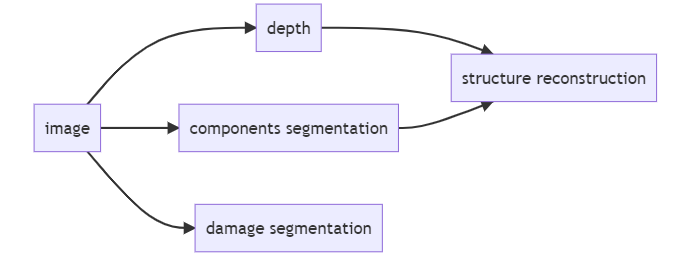 depth
structure reconstruction
image
components segmentation
damage segmentation